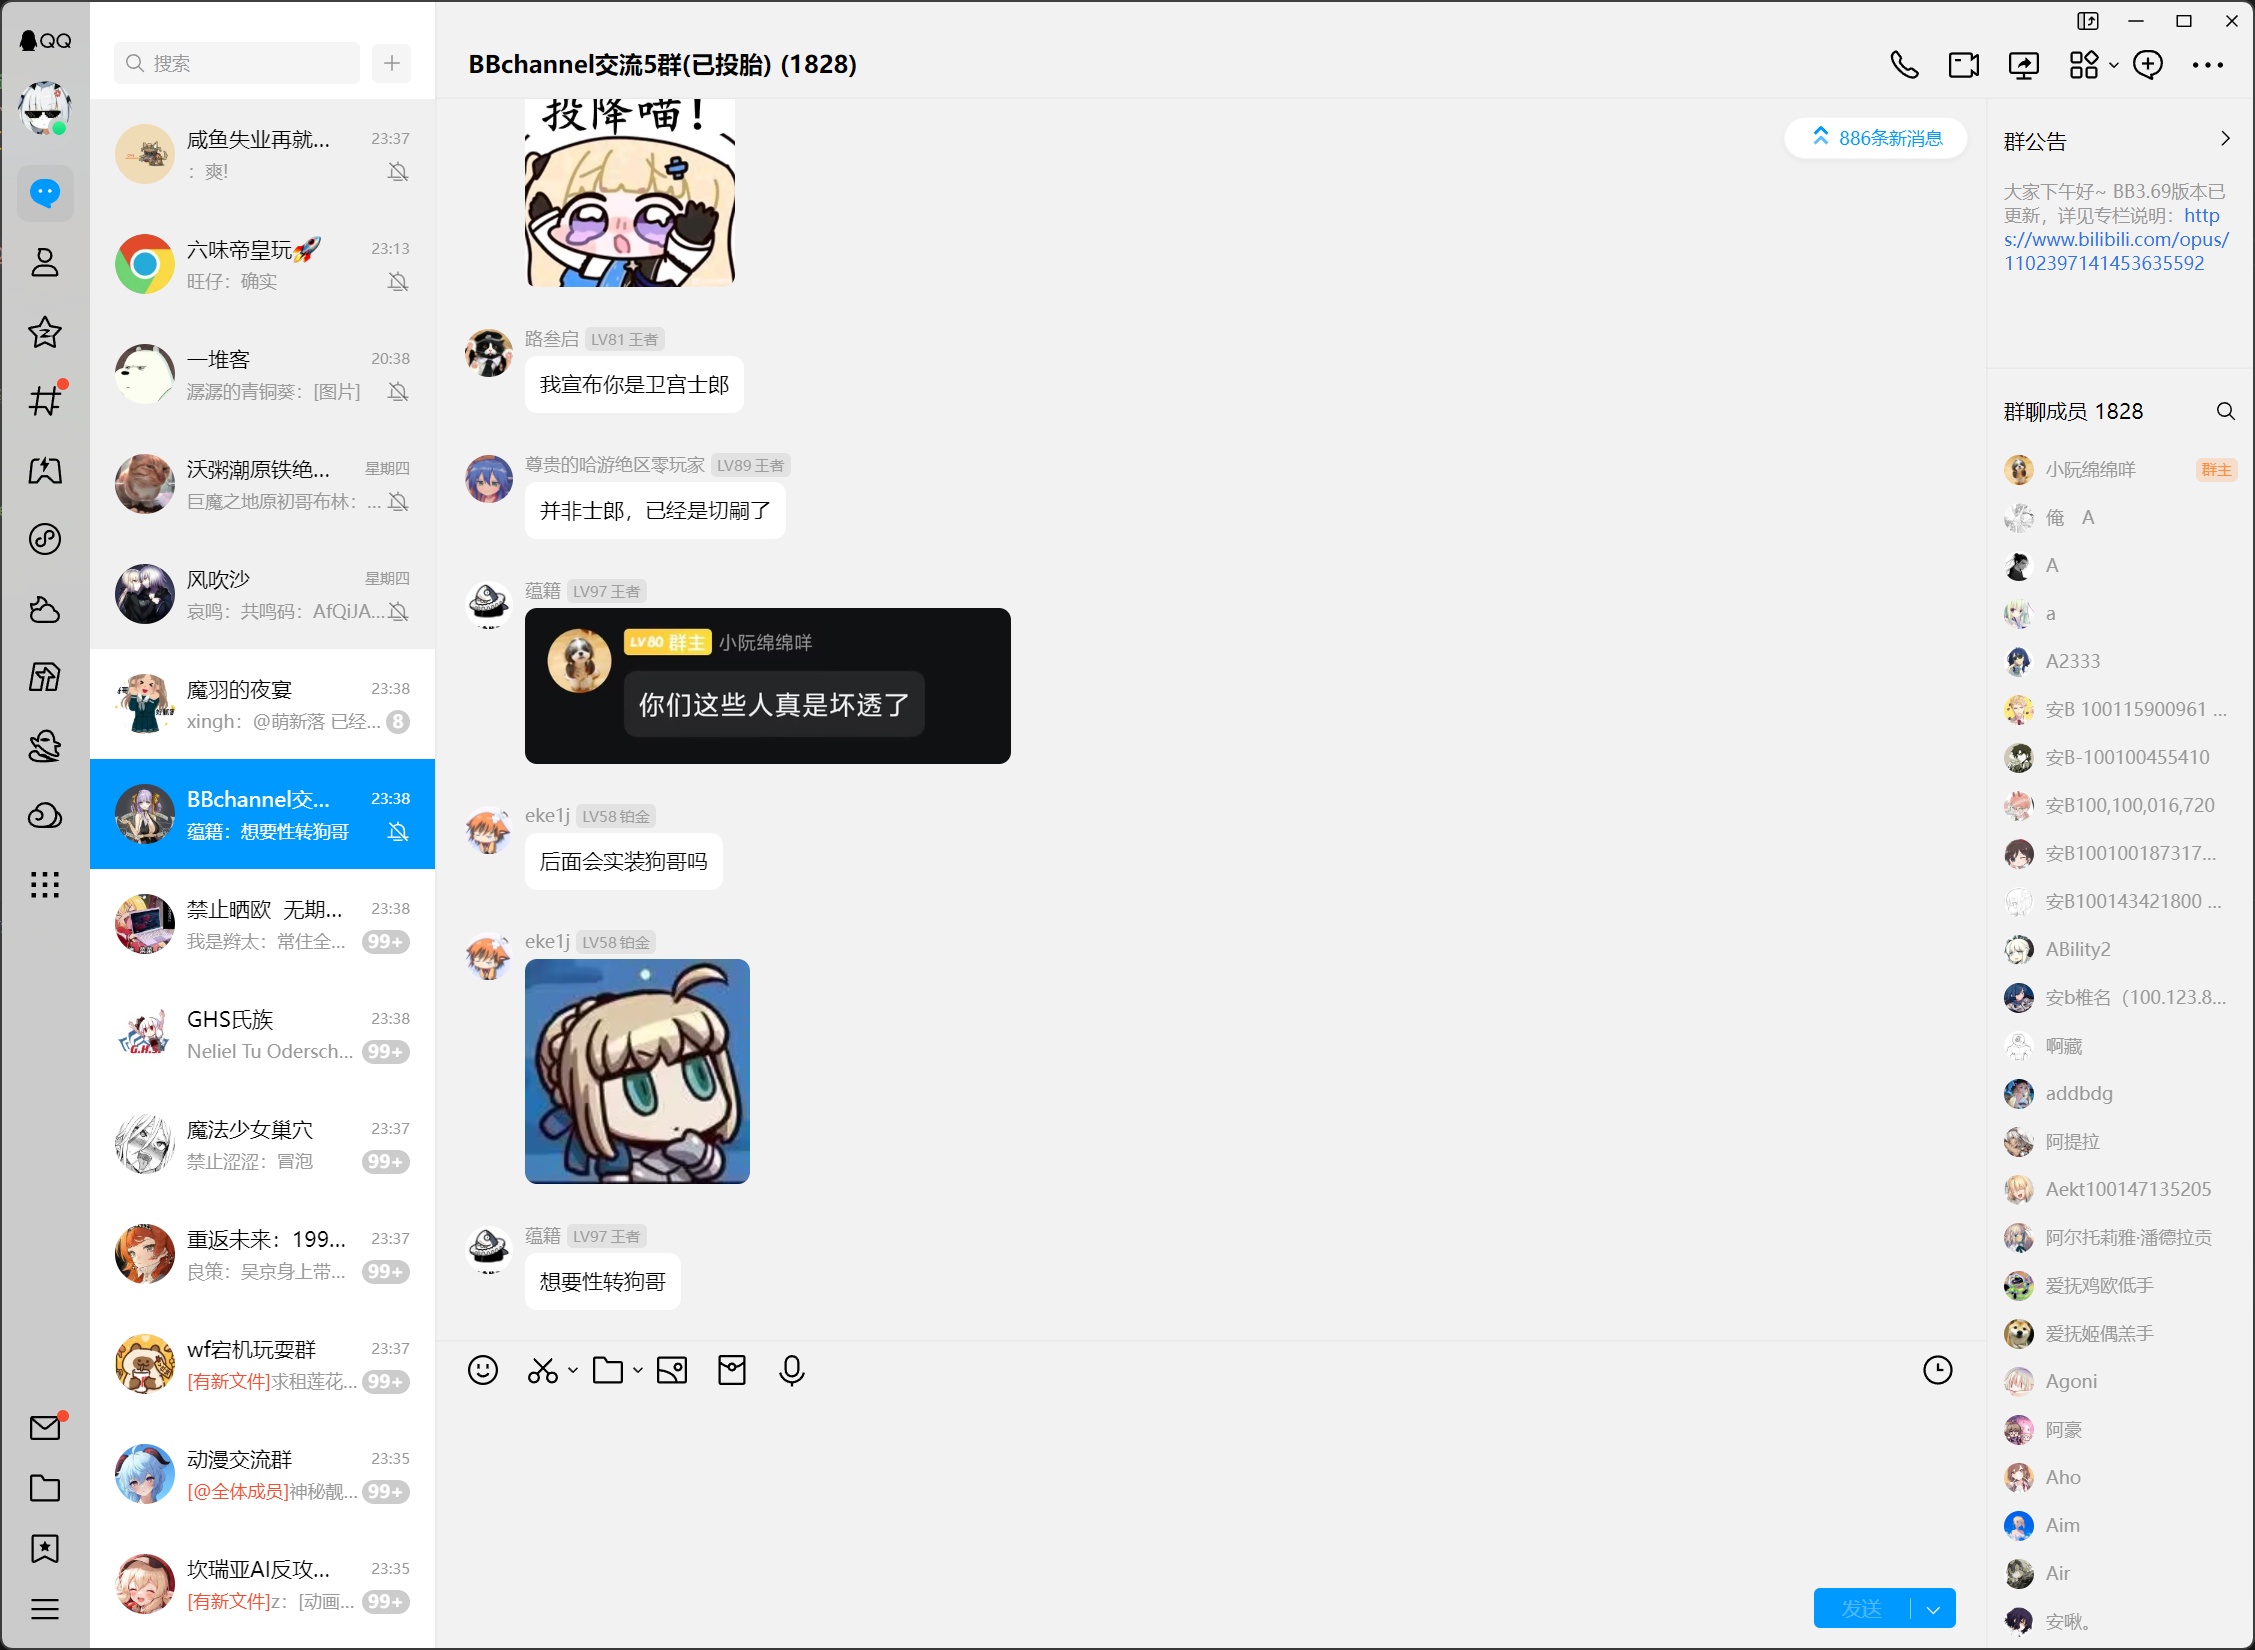 QQ
搜索
咸鱼失业再就...
23:37
：爽!
六味帝皇玩🚀
23:13
旺仔：确实
一堆客
20:38
潺潺的青铜葵：[图片]
沃粥潮原铁绝...
星期四
巨魔之地原初哥布林：...
风吹沙
星期四
哀鸣：共鸣码：AfQiJA...
魔羽的夜宴
23:38
xingh：@萌新落 已经...
8
BBchannel交...
23:38
蕴籍：想要性转狗哥
禁止晒欧 无期...
23:38
我是辫太：常住全...
99+
GHS氏族
23:38
Neliel Tu Odersch...
99+
魔法少女巢穴
23:37
禁止涩涩：冒泡
99+
重返未来：199...
23:37
良策：吴京身上带...
99+
wf宕机玩耍群
23:37
[有新文件]求租莲花...
99+
动漫交流群
23:35
[@全体成员]神秘靓...
99+
坎瑞亚AI反攻...
23:35
[有新文件]z：[动画...
99+
BBchannel交流5群(已投胎) (1828)
886条新消息
投降喵！
路叁启 LV81 王者
我宣布你是卫宫士郎
尊贵的哈游绝区零玩家 LV89 王者
并非士郎，已经是切嗣了
蕴籍 LV97 王者
LV80 群主 小阮绵绵咩
你们这些人真是坏透了
eke1j LV58 铂金
后面会实装狗哥吗
eke1j LV58 铂金
蕴籍 LV97 王者
想要性转狗哥
发送
群公告
大家下午好~ BB3.69版本已
更新，详见专栏说明：http
s://www.bilibili.com/opus/
1102397141453635592
群聊成员 1828
小阮绵绵咩
群主
俺 A
A
a
A2333
安B 100115900961 ...
安B-100100455410
安B100,100,016,720
安B100100187317...
安B100143421800 ...
ABility2
安b椎名（100.123.8...
啊藏
addbdg
阿提拉
Aekt100147135205
阿尔托莉雅·潘德拉贡
爱抚鸡欧低手
爱抚姬偶羔手
Agoni
阿豪
Aho
Aim
Air
安啾。